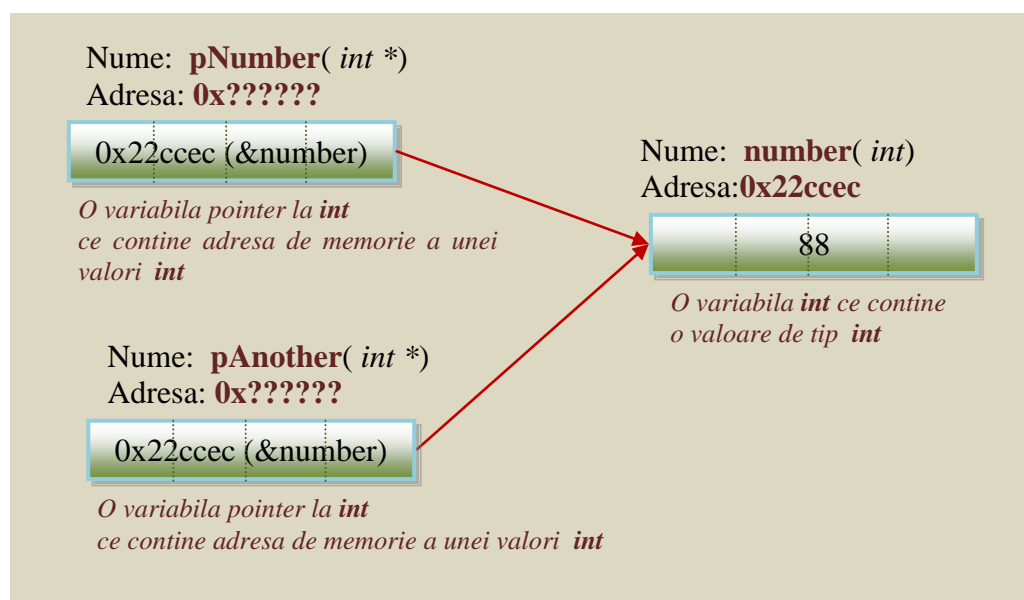 Nume: pNumber( int *)
Adresa: 0x??????
0x22ccec (&number)
O variabila pointer la int
ce contine adresa de memorie a unei
valori int
Nume: number( int)
Adresa:0x22ccec
88
O variabila int ce contine
o valoare de tip int
Nume: pAnother( int *)
Adresa: 0x??????
0x22ccec (&number)
O variabila pointer la int
ce contine adresa de memorie a unei valori int